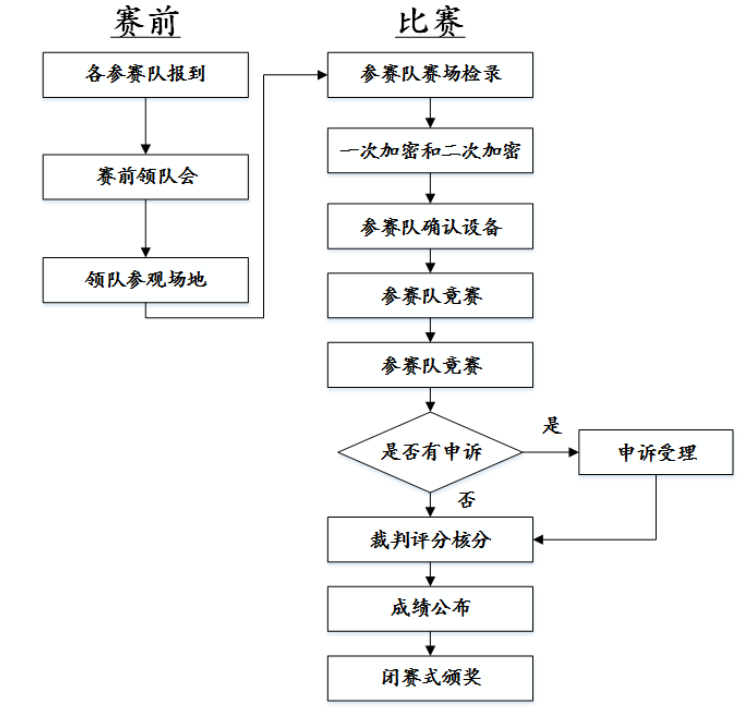 赛前
各参赛队报到
赛前领队会
领队参观场地
比赛
参赛队赛场检录
一次加密和二次加密
参赛队确认设备
参赛队竞赛
参赛队竞赛
是否有申诉
是
申诉受理
否
裁判评分核分
成绩公布
闭赛式颁奖